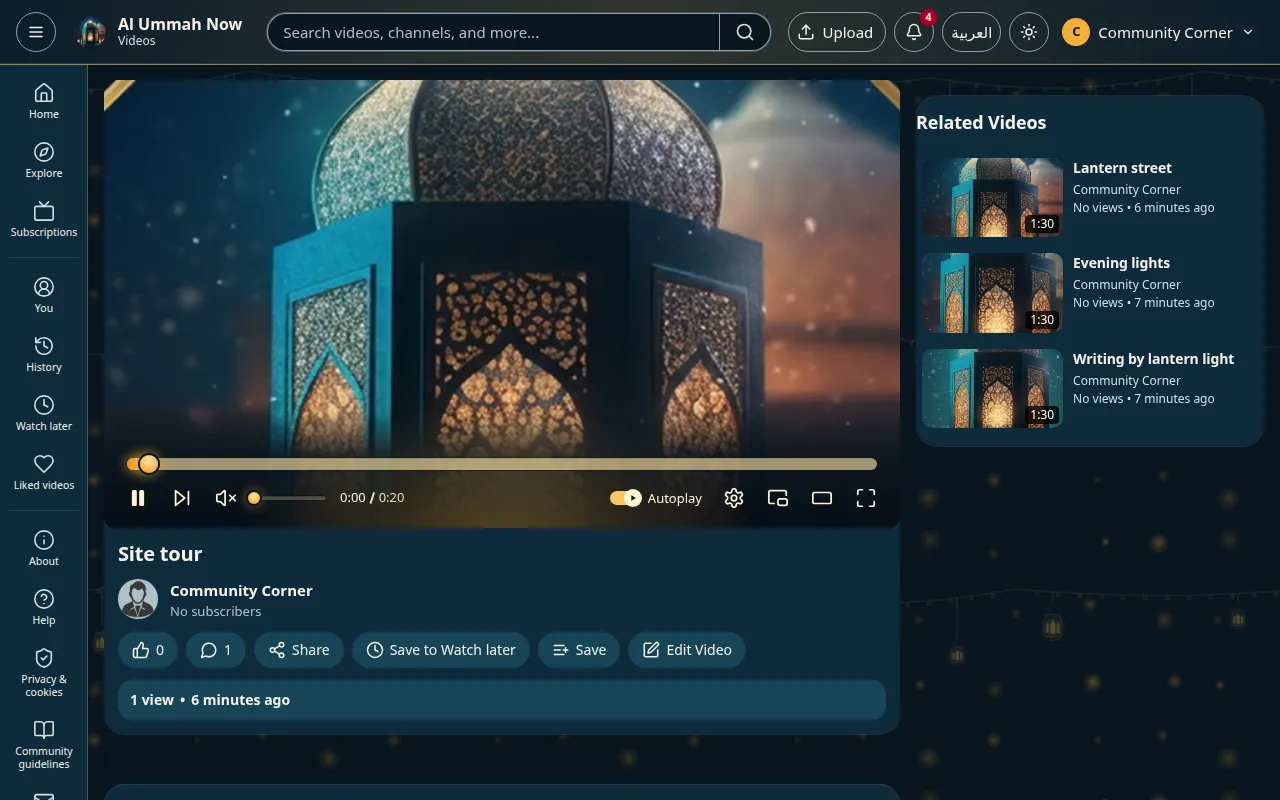 Al Ummah Now
Videos
Search videos, channels, and more...
Upload
4
العربية
C
Community Corner
Home
Explore
Subscriptions
You
History
Watch later
Liked videos
About
Help
Privacy &
cookies
Community
guidelines
0:00 / 0:20
Autoplay
Site tour
Community Corner
No subscribers
0
1
Share
Save to Watch later
Save
Edit Video
1 view • 6 minutes ago
Related Videos
Lantern street
Community Corner
No views • 6 minutes ago
1:30
Evening lights
Community Corner
No views • 7 minutes ago
1:30
Writing by lantern light
Community Corner
No views • 7 minutes ago
1:30